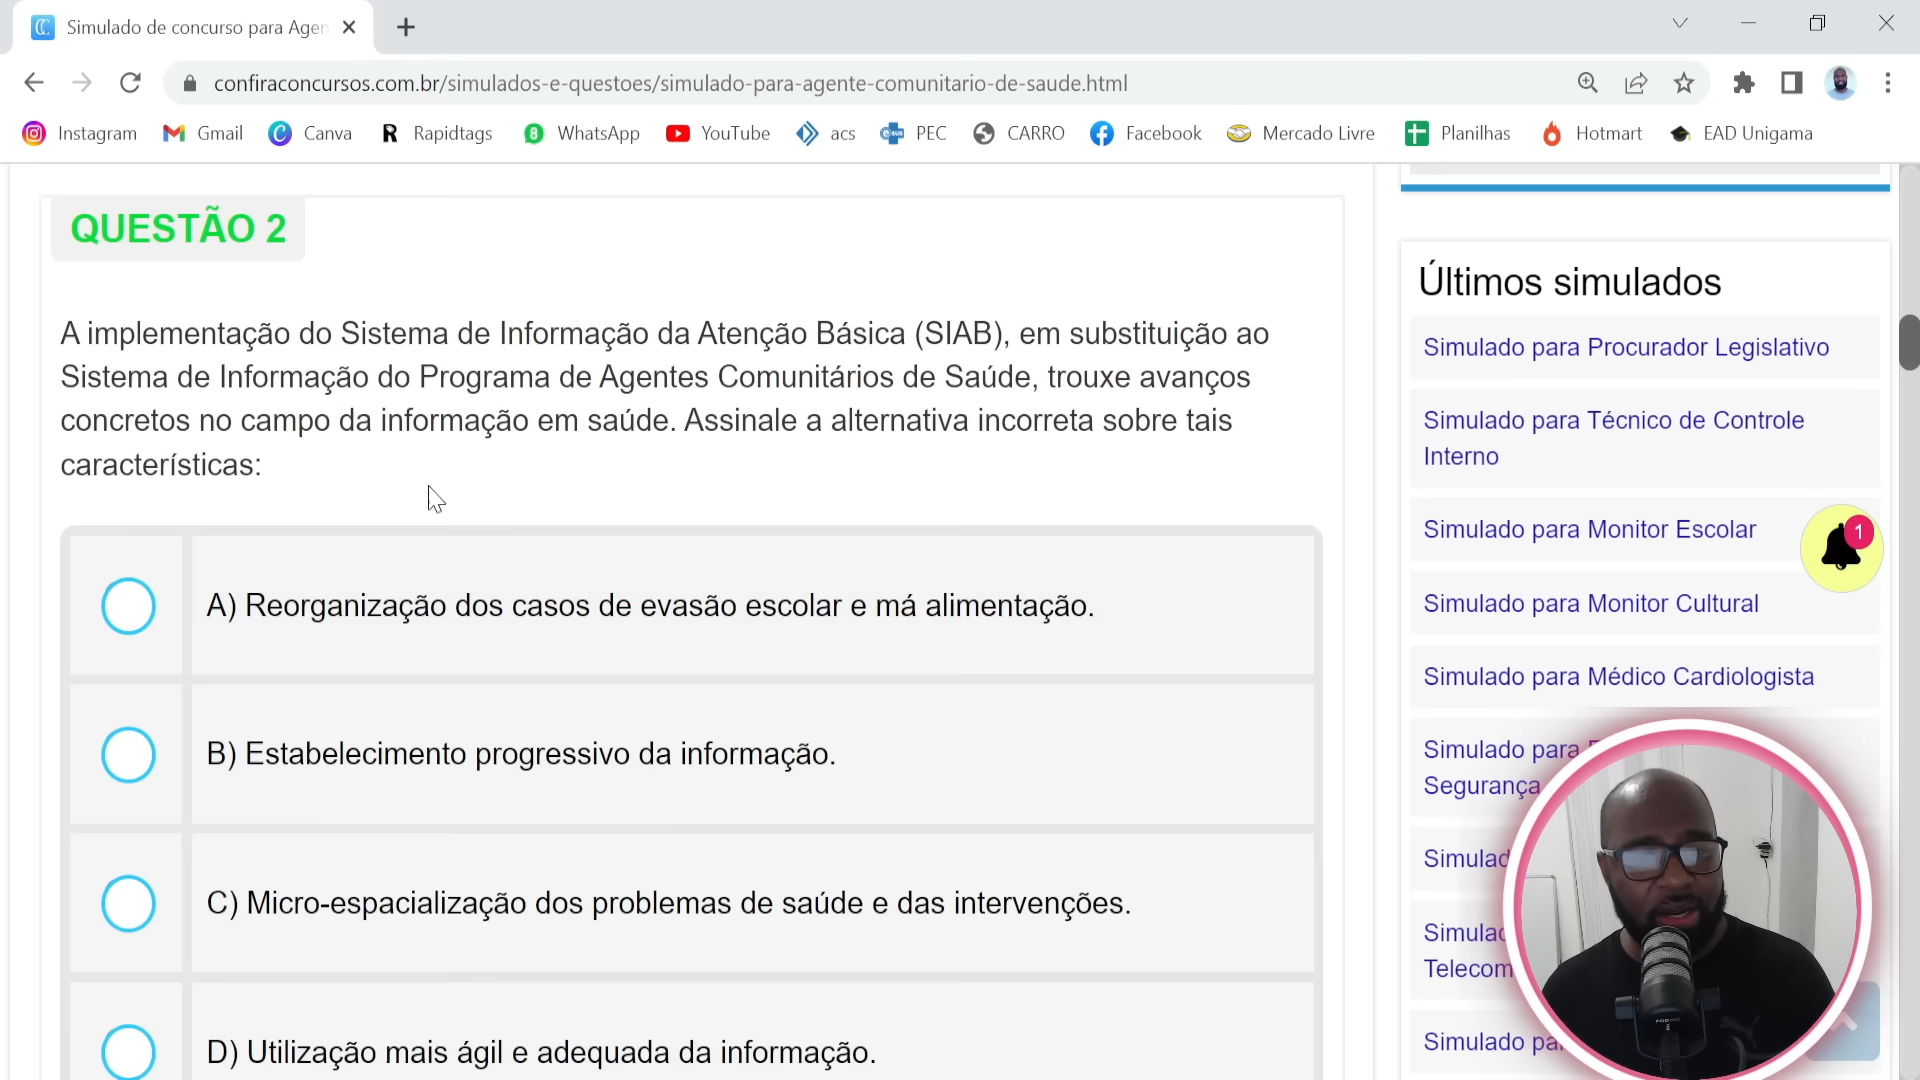 Simulado de concurso para Agen
confiraconcursos.com.br/simulados-e-questoes/simulado-para-agente-comunitario-de-saude.html
Instagram
Gmail
Canva
Rapidtags
8
WhatsApp
YouTube
acs
PEC
CARRO
Facebook
Mercado Livre
Planilhas
Hotmart
EAD Unigama
QUESTÃO 2
A implementação do Sistema de Informação da Atenção Básica (SIAB), em substituição ao
Sistema de Informação do Programa de Agentes Comunitários de Saúde, trouxe avanços
concretos no campo da informação em saúde. Assinale a alternativa incorreta sobre tais
características:
A) Reorganização dos casos de evasão escolar e má alimentação.
B) Estabelecimento progressivo da informação.
C) Micro-espacialização dos problemas de saúde e das intervenções.
D) Utilização mais ágil e adequada da informação.
Últimos simulados
Simulado para Procurador Legislativo
Simulado para Técnico de Controle
Interno
Simulado para Monitor Escolar
1
Simulado para Monitor Cultural
Simulado para Médico Cardiologista
Simulado para
Segurança